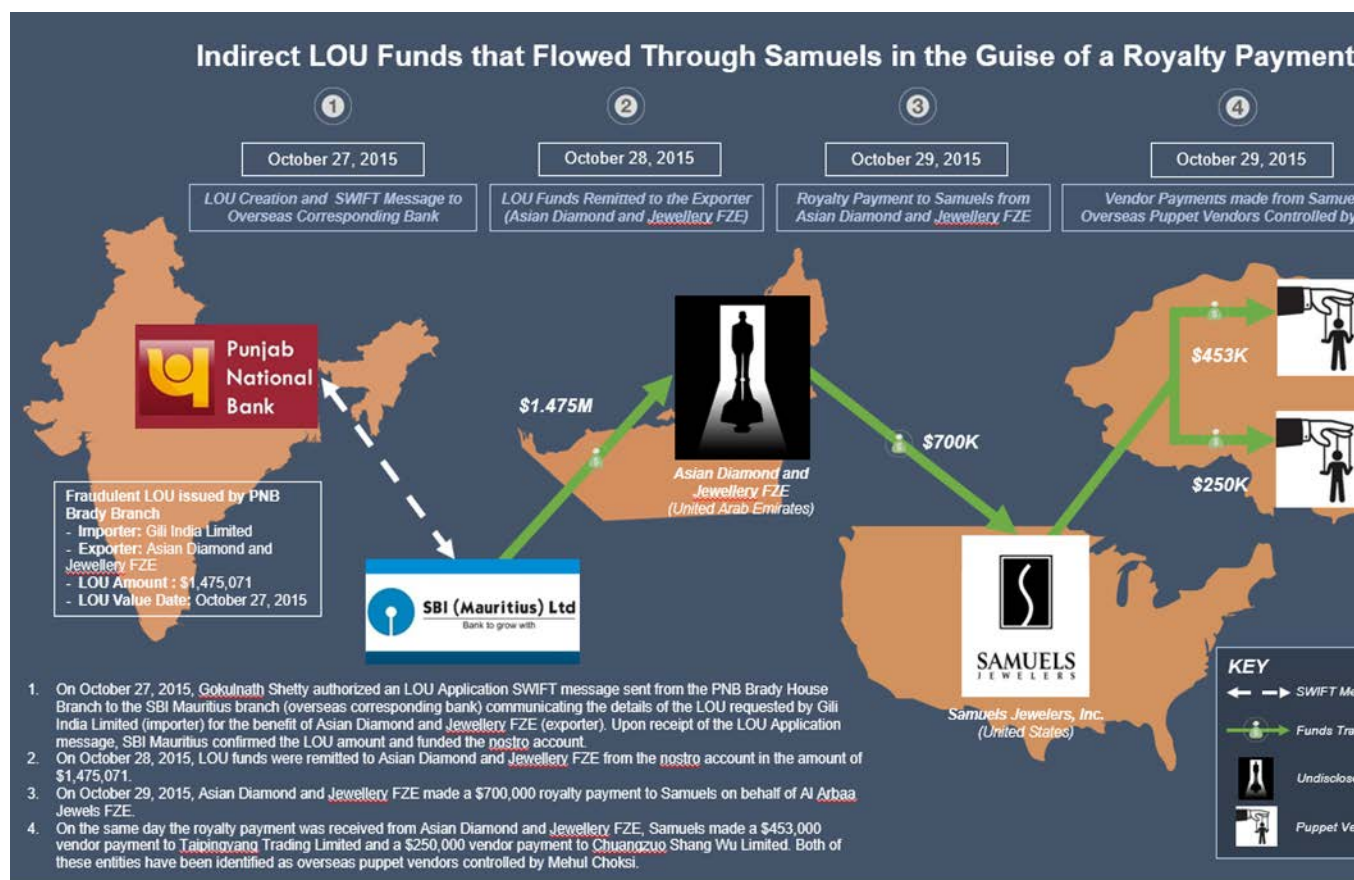 Indirect LOU Funds that Flowed Through Samuels in the Guise of a Royalty Payment
1
2
3
4
October 27, 2015
October 28, 2015
October 29, 2015
October 29, 2015
LOU Creation and SWIFT Message to
Overseas Corresponding Bank
LOU Funds Remitted to the Exporter
(Asian Diamond and Jewellery FZE)
Royalty Payment to Samuels from
Asian Diamond and Jewellery FZE
Vendor Payments made from Samue
Overseas Puppet Vendors Controlled by
Punjab
National
Bank
$1.475M
$700K
$453K
$250K
Asian Diamond and
Jewellery FZE
(United Arab Emirates)
Fraudulent LOU issued by PNB
Brady Branch
- Importer: Gili India Limited
- Exporter: Asian Diamond and
Jewellery FZE
- LOU Amount : $1,475,071
- LOU Value Date: October 27, 2015
SBI (Mauritius) Ltd
Bank to grow with
SAMUELS
JEWELERS
Samuels Jewelers, Inc.
(United States)
KEY
SWIFT Me
Funds Tra
Undisclose
Puppet Ve
1. On October 27, 2015, Gokulnath Shetty authorized an LOU Application SWIFT message sent from the PNB Brady House
Branch to the SBI Mauritius branch (overseas corresponding bank) communicating the details of the LOU requested by Gili
India Limited (importer) for the benefit of Asian Diamond and Jewellery FZE (exporter). Upon receipt of the LOU Application
message, SBI Mauritius confirmed the LOU amount and funded the nostro account.
2. On October 28, 2015, LOU funds were remitted to Asian Diamond and Jewellery FZE from the nostro account in the amount of
$1,475,071.
3. On October 29, 2015, Asian Diamond and Jewellery FZE made a $700,000 royalty payment to Samuels on behalf of Al Arbaa
Jewels FZE.
4. On the same day the royalty payment was received from Asian Diamond and Jewellery FZE, Samuels made a $453,000
vendor payment to Taipingyang Trading Limited and a $250,000 vendor payment to Chuangzuo Shang Wu Limited. Both of
these entities have been identified as overseas puppet vendors controlled by Mehul Choksi.